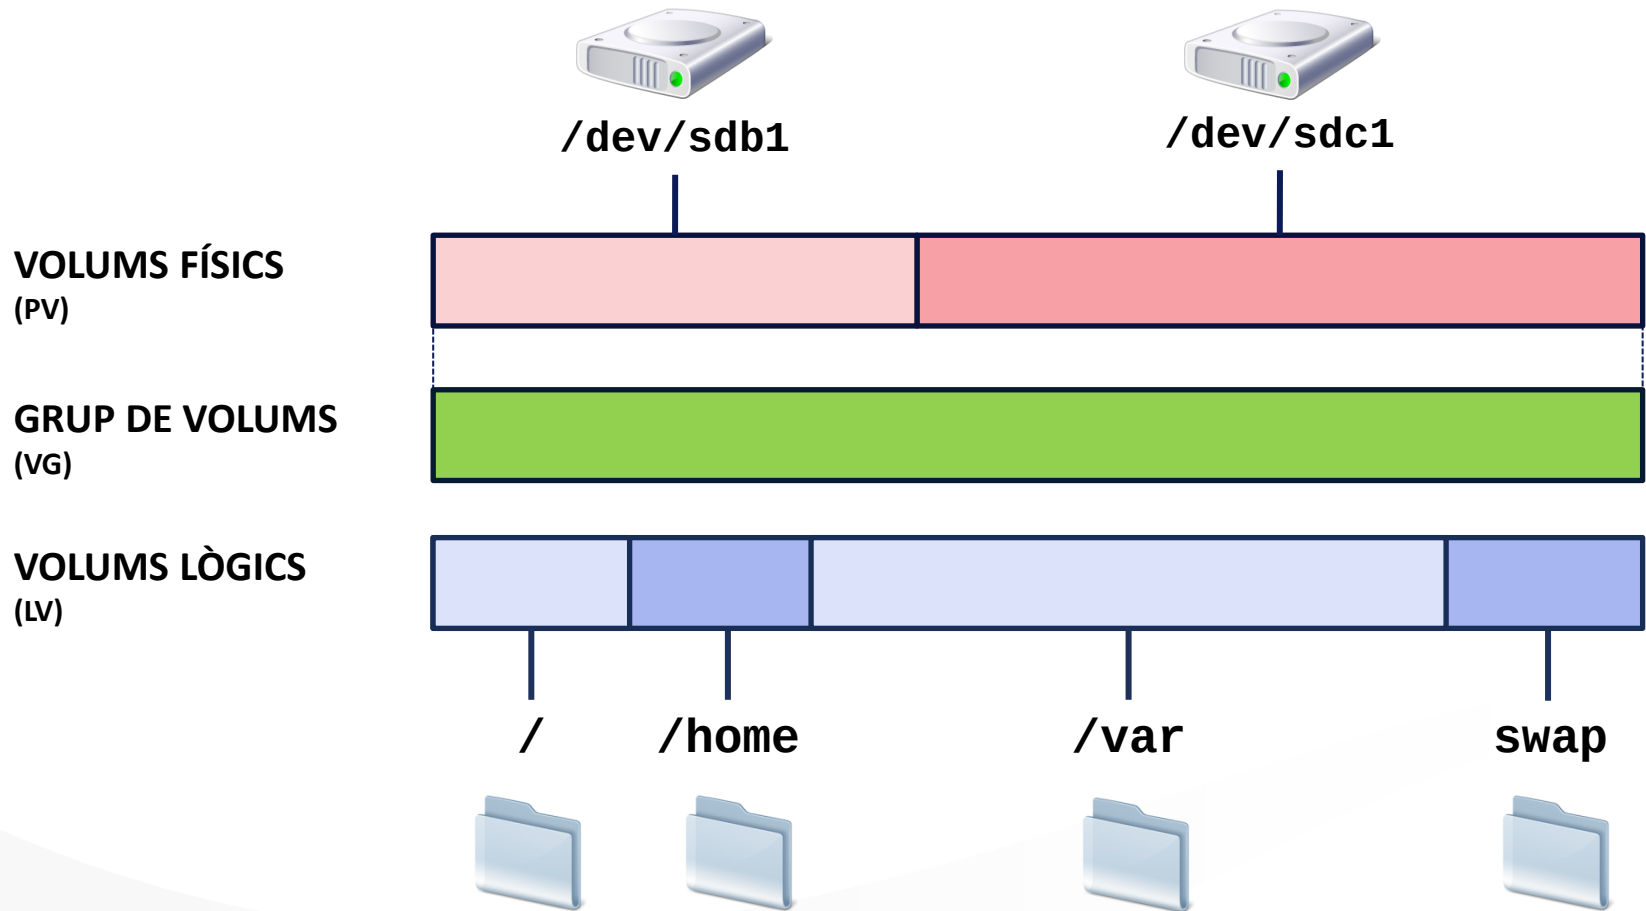 /dev/sdb1
/dev/sdc1
VOLUMS FÍSICS
(PV)
GRUP DE VOLUMS
(VG)
VOLUMS LÒGICS
(LV)
/
/home
/var
swap